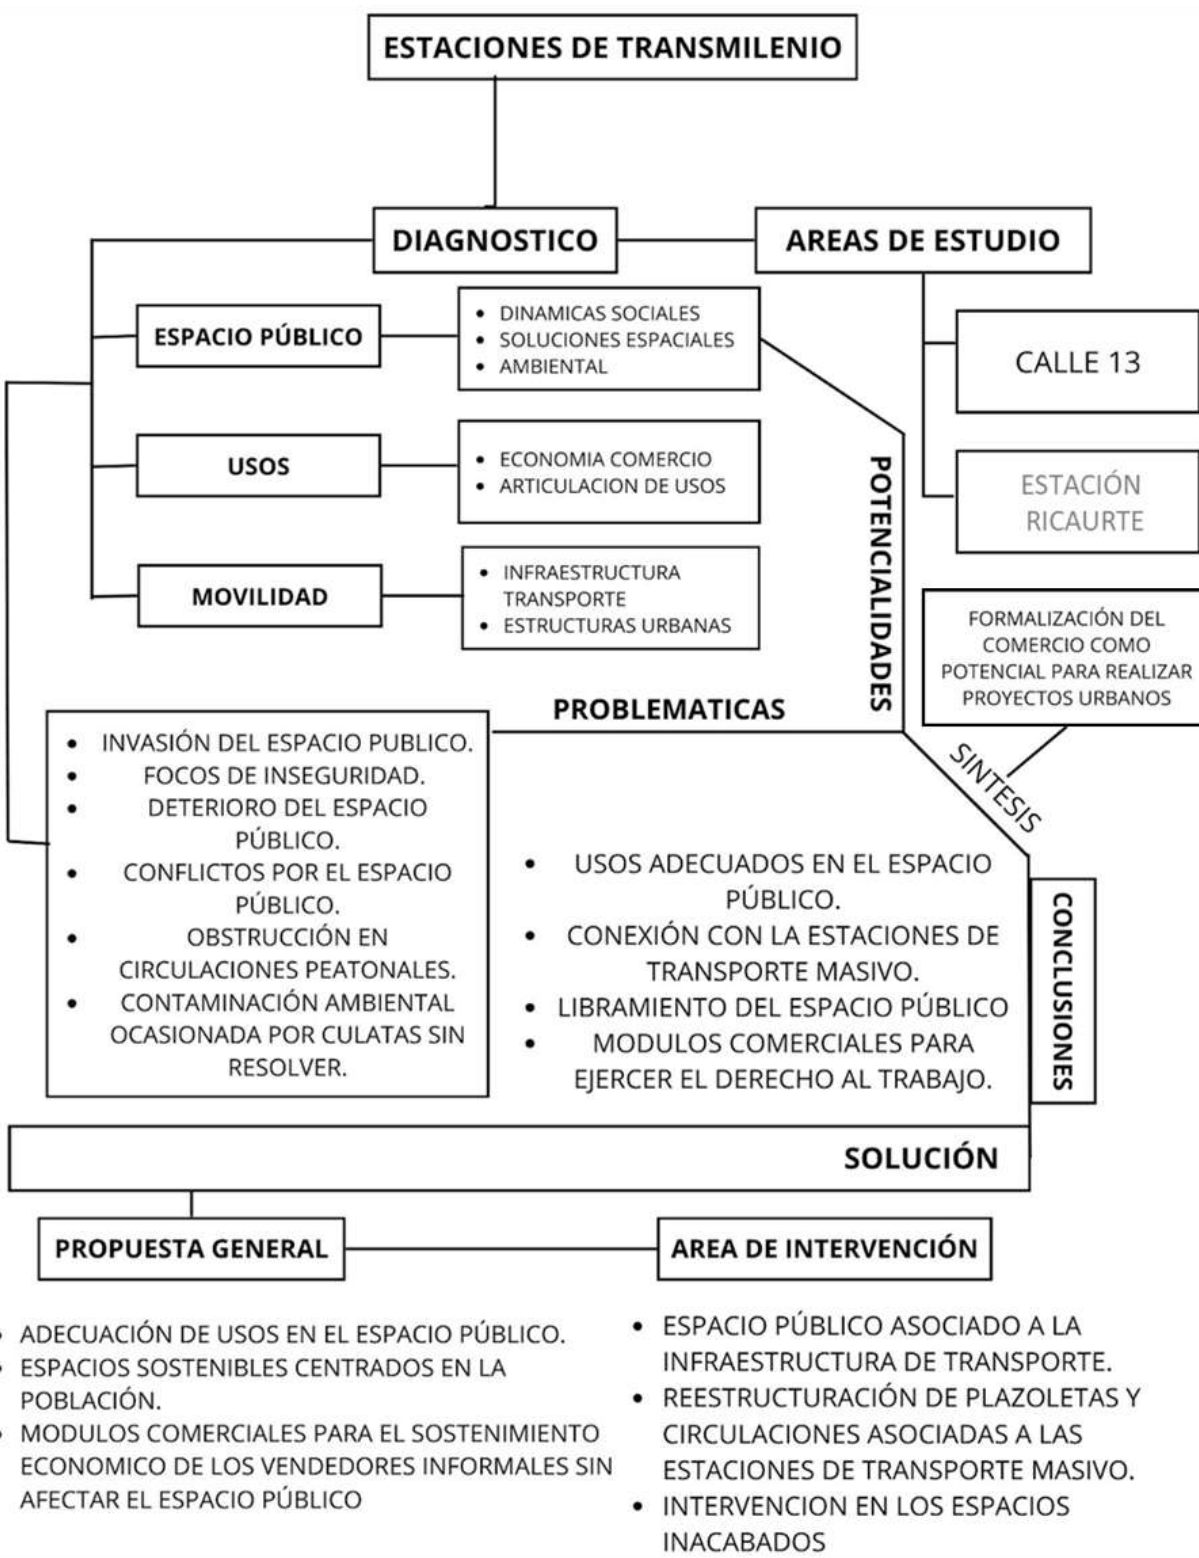 ESTACIONES DE TRANSMILENIO
DIAGNOSTICO
AREAS DE ESTUDIO
ESPACIO PÚBLICO
• DINAMICAS SOCIALES
• SOLUCIONES ESPACIALES
• AMBIENTAL
CALLE 13
USOS
• ECONOMIA COMERCIO
• ARTICULACION DE USOS
ESTACIÓN
RICAURTE
MOVILIDAD
• INFRAESTRUCTURA
TRANSPORTE
• ESTRUCTURAS URBANAS
POTENCIALIDADES
FORMALIZACIÓN DEL
COMERCIO COMO
POTENCIAL PARA REALIZAR
PROYECTOS URBANOS
PROBLEMATICAS
SINTESIS
• INVASIÓN DEL ESPACIO PUBLICO.
• FOCOS DE INSEGURIDAD.
• DETERIORO DEL ESPACIO
PÚBLICO.
• CONFLICTOS POR EL ESPACIO
PÚBLICO.
• OBSTRUCCIÓN EN
CIRCULACIONES PEATONALES.
• CONTAMINACIÓN AMBIENTAL
OCASIONADA POR CULATAS SIN
RESOLVER.
• USOS ADECUADOS EN EL ESPACIO
PÚBLICO.
• CONEXIÓN CON LA ESTACIONES DE
TRANSPORTE MASIVO.
• LIBRAMIENTO DEL ESPACIO PÚBLICO
• MODULOS COMERCIALES PARA
EJERCER EL DERECHO AL TRABAJO.
CONCLUSIONES
SOLUCIÓN
PROPUESTA GENERAL
AREA DE INTERVENCIÓN
• ADECUACIÓN DE USOS EN EL ESPACIO PÚBLICO.
• ESPACIOS SOSTENIBLES CENTRADOS EN LA
POBLACIÓN.
• MODULOS COMERCIALES PARA EL SOSTENIMIENTO
ECONOMICO DE LOS VENDEDORES INFORMALES SIN
AFECTAR EL ESPACIO PÚBLICO
• ESPACIO PÚBLICO ASOCIADO A LA
INFRAESTRUCTURA DE TRANSPORTE.
• REESTRUCTURACIÓN DE PLAZOLETAS Y
CIRCULACIONES ASOCIADAS A LAS
ESTACIONES DE TRANSPORTE MASIVO.
• INTERVENCION EN LOS ESPACIOS
INACABADOS